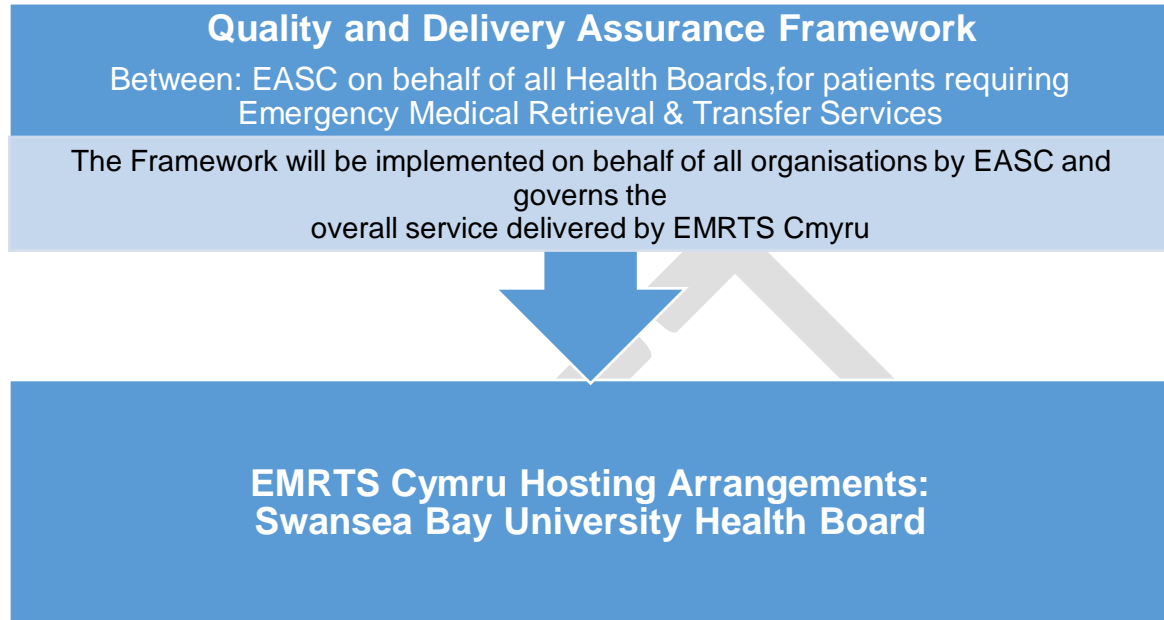 Quality and Delivery Assurance Framework
Between: EASC on behalf of all Health Boards,for patients requiring
Emergency Medical Retrieval & Transfer Services
The Framework will be implemented on behalf of all organisations by EASC and
governs the
overall service delivered by EMRTS Cmyru
EMRTS Cymru Hosting Arrangements:
Swansea Bay University Health Board